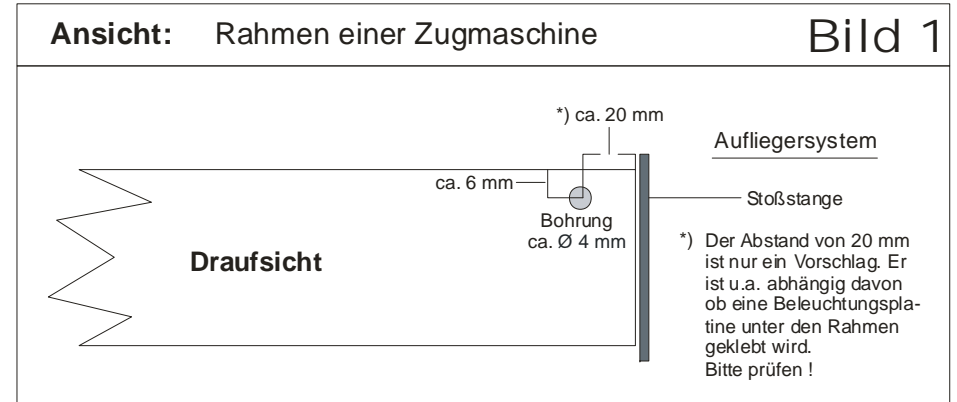 Ansicht: Rahmen einer Zugmaschine
Bild 1
*) ca. 20 mm
Aufliegersystem
ca. 6 mm
Stoßstange
Bohrung
ca. Ø 4 mm
Draufsicht
*) Der Abstand von 20 mm
ist nur ein Vorschlag. Er
ist u.a. abhängig davon
ob eine Beleuchtungspla-
tine unter den Rahmen
geklebt wird.
Bitte prüfen !